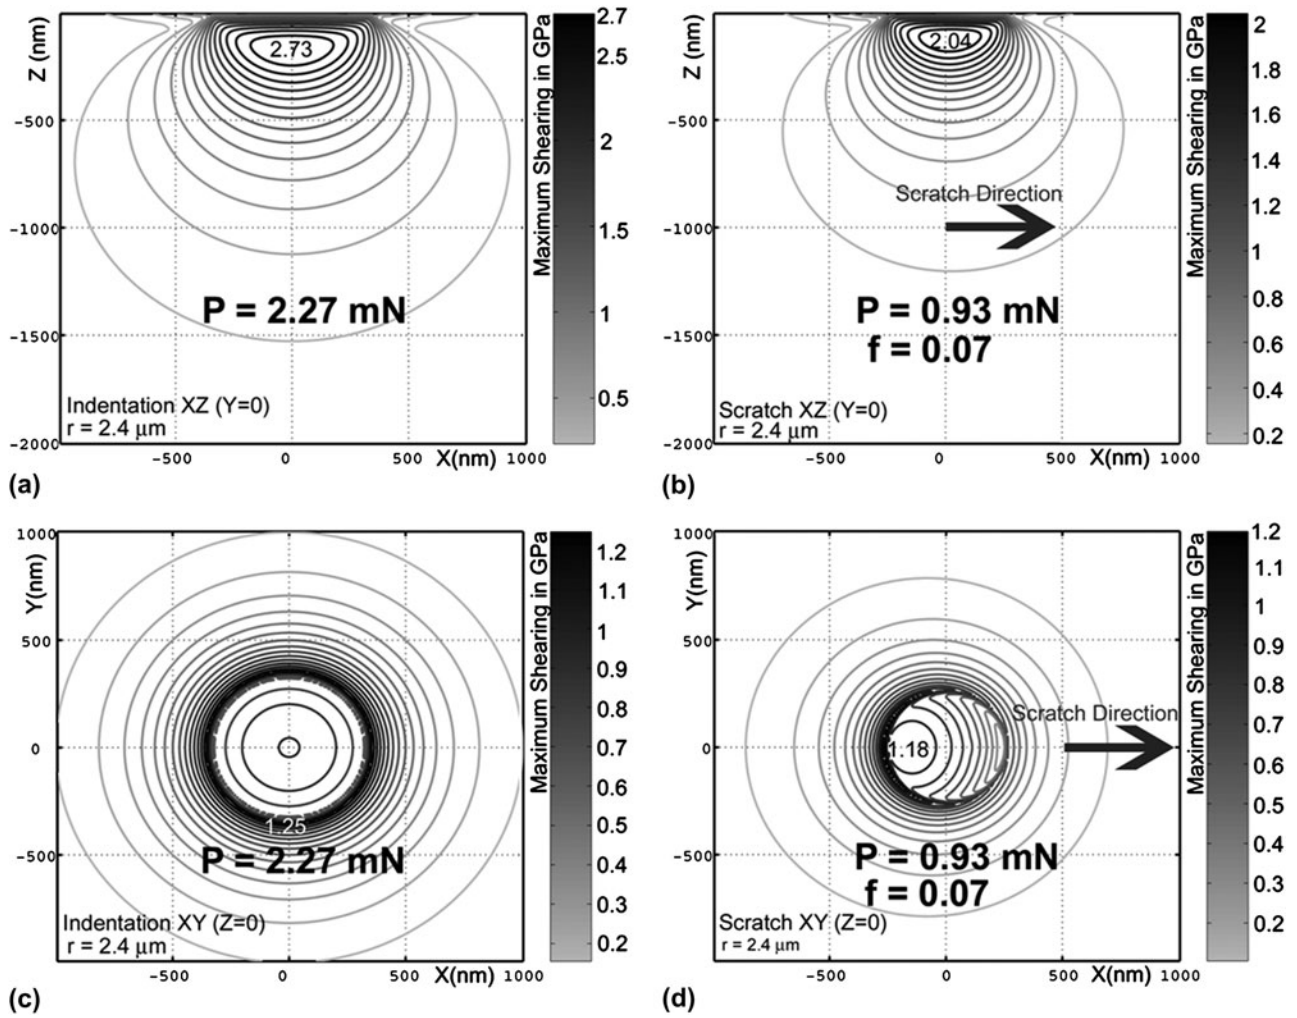 Z (nm)
-500
-1000
-1500
-2000
-500
0
500
X(nm)
1000
2.73
P = 2.27 mN
Indentation XZ (Y=0)
r = 2.4 μm
Maximum Shearing in GPa
2.7
2.5
2
1.5
1
0.5
(a)
Z (nm)
-500
-1000
-1500
-2000
-500
0
500
X(nm)
1000
2.04
Scratch Direction
P = 0.93 mN
f = 0.07
Scratch XZ (Y=0)
r = 2.4 μm
Maximum Shearing in GPa
2
1.8
1.6
1.4
1.2
1
0.8
0.6
0.4
0.2
(b)
1000
Y(nm)
500
0
-500
-500
0
500
X(nm)
1000
1.25
P = 2.27 mN
Indentation XY (Z=0)
r = 2.4 μm
Maximum Shearing in GPa
1.2
1.1
1
0.9
0.8
0.7
0.6
0.5
0.4
0.3
0.2
(c)
1000
Y(nm)
500
0
-500
-500
0
500
X(nm)
1000
1.18
Scratch Direction
P = 0.93 mN
f = 0.07
Scratch XY (Z=0)
r = 2.4 μm
Maximum Shearing in GPa
1.2
1.1
1
0.9
0.8
0.7
0.6
0.5
0.4
0.3
0.2
(d)